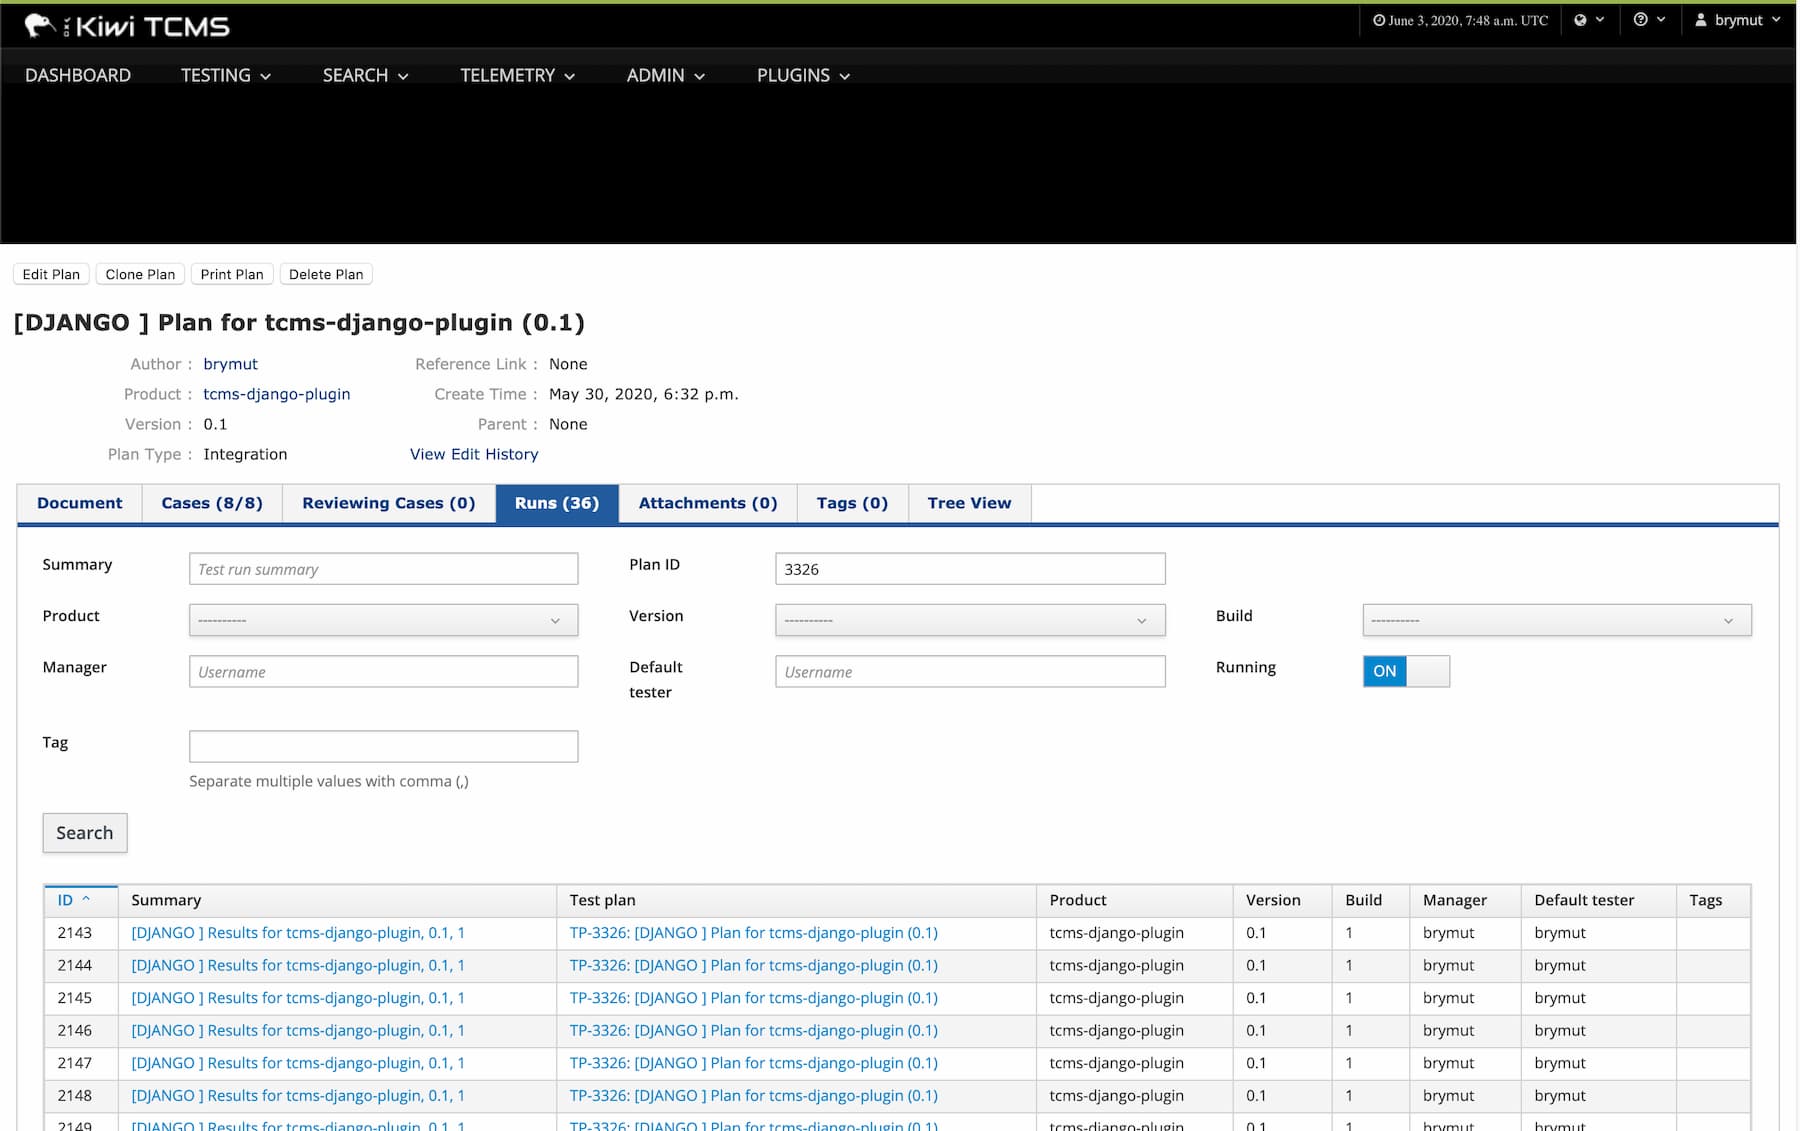 Kiwi TCMS
June 3, 2020, 7:48 a.m. UTC
brymut
DASHBOARD TESTING SEARCH TELEMETRY ADMIN PLUGINS
Edit Plan Clone Plan Print Plan Delete Plan
[DJANGO ] Plan for tcms-django-plugin (0.1)
Author : brymut Reference Link : None
Product : tcms-django-plugin Create Time : May 30, 2020, 6:32 p.m.
Version : 0.1 Parent : None
Plan Type : Integration View Edit History
Document Cases (8/8) Reviewing Cases (0) Runs (36) Attachments (0) Tags (0) Tree View
Summary Test run summary Plan ID 3326
Product ---------- Version ---------- Build ----------
Manager Username Default tester Username Running ON
Tag
Separate multiple values with comma (,)
Search
ID Summary Test plan Product Version Build Manager Default tester Tags
2143 [DJANGO ] Results for tcms-django-plugin, 0.1, 1 TP-3326: [DJANGO ] Plan for tcms-django-plugin (0.1) tcms-django-plugin 0.1 1 brymut brymut
2144 [DJANGO ] Results for tcms-django-plugin, 0.1, 1 TP-3326: [DJANGO ] Plan for tcms-django-plugin (0.1) tcms-django-plugin 0.1 1 brymut brymut
2145 [DJANGO ] Results for tcms-django-plugin, 0.1, 1 TP-3326: [DJANGO ] Plan for tcms-django-plugin (0.1) tcms-django-plugin 0.1 1 brymut brymut
2146 [DJANGO ] Results for tcms-django-plugin, 0.1, 1 TP-3326: [DJANGO ] Plan for tcms-django-plugin (0.1) tcms-django-plugin 0.1 1 brymut brymut
2147 [DJANGO ] Results for tcms-django-plugin, 0.1, 1 TP-3326: [DJANGO ] Plan for tcms-django-plugin (0.1) tcms-django-plugin 0.1 1 brymut brymut
2148 [DJANGO ] Results for tcms-django-plugin, 0.1, 1 TP-3326: [DJANGO ] Plan for tcms-django-plugin (0.1) tcms-django-plugin 0.1 1 brymut brymut
2149 [DJANGO ] Results for tcms-django-plugin, 0.1, 1 TP-3326: [DJANGO ] Plan for tcms-django-plugin (0.1) tcms-django-plugin 0.1 1 brymut brymut